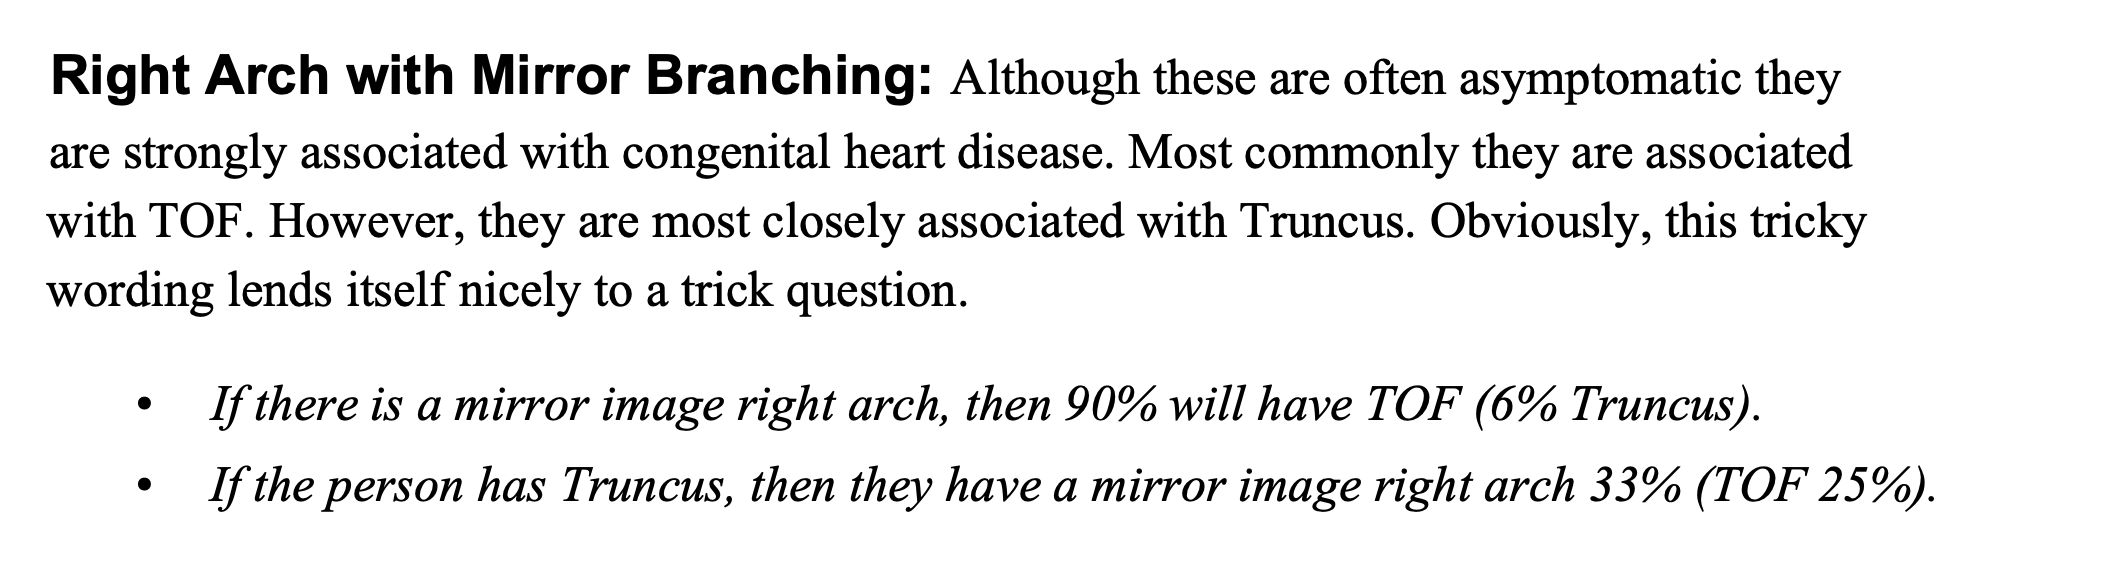 Right Arch with Mirror Branching: Although these are often asymptomatic they
are strongly associated with congenital heart disease. Most commonly they are associated
with TOF. However, they are most closely associated with Truncus. Obviously, this tricky
wording lends itself nicely to a trick question.
• If there is a mirror image right arch, then 90% will have TOF (6% Truncus).
• If the person has Truncus, then they have a mirror image right arch 33% (TOF 25%).